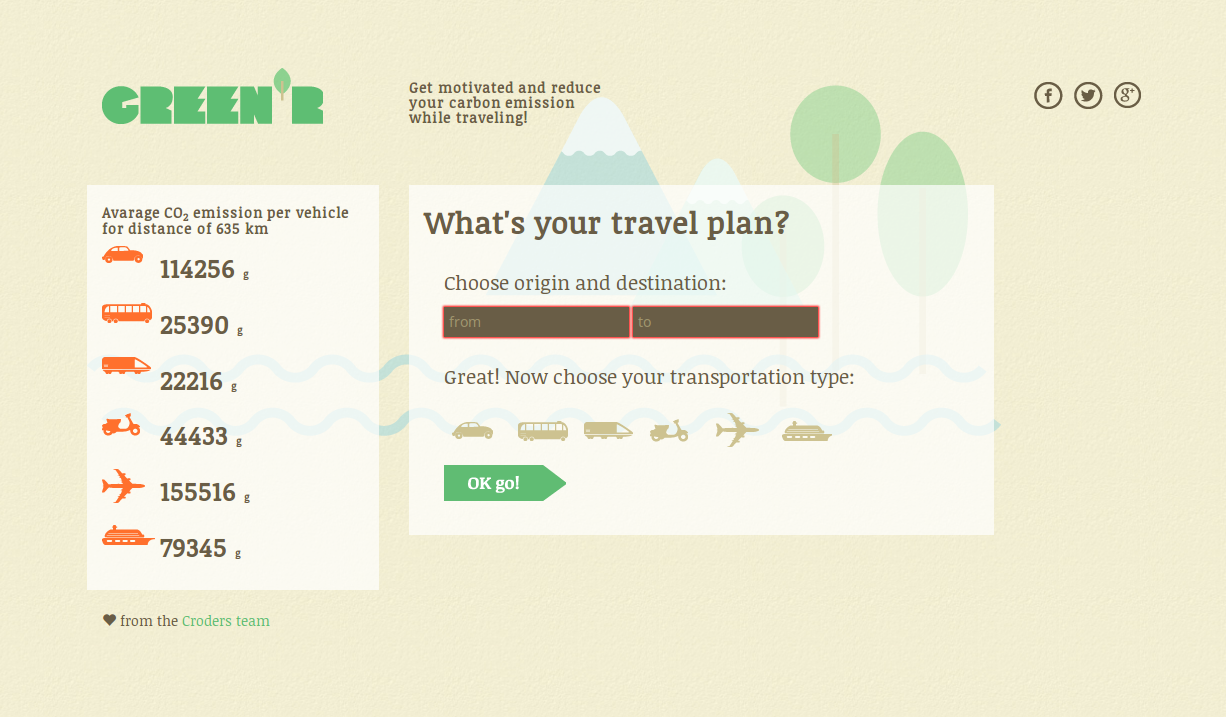 GREEN'R
Get motivated and reduce
your carbon emission
while traveling!
Avarage CO₂ emission per vehicle
for distance of 635 km
114256 g
25390 g
22216 g
44433 g
155516 g
79345 g
What's your travel plan?
Choose origin and destination:
from to
Great! Now choose your transportation type:
OK go!
from the Croders team